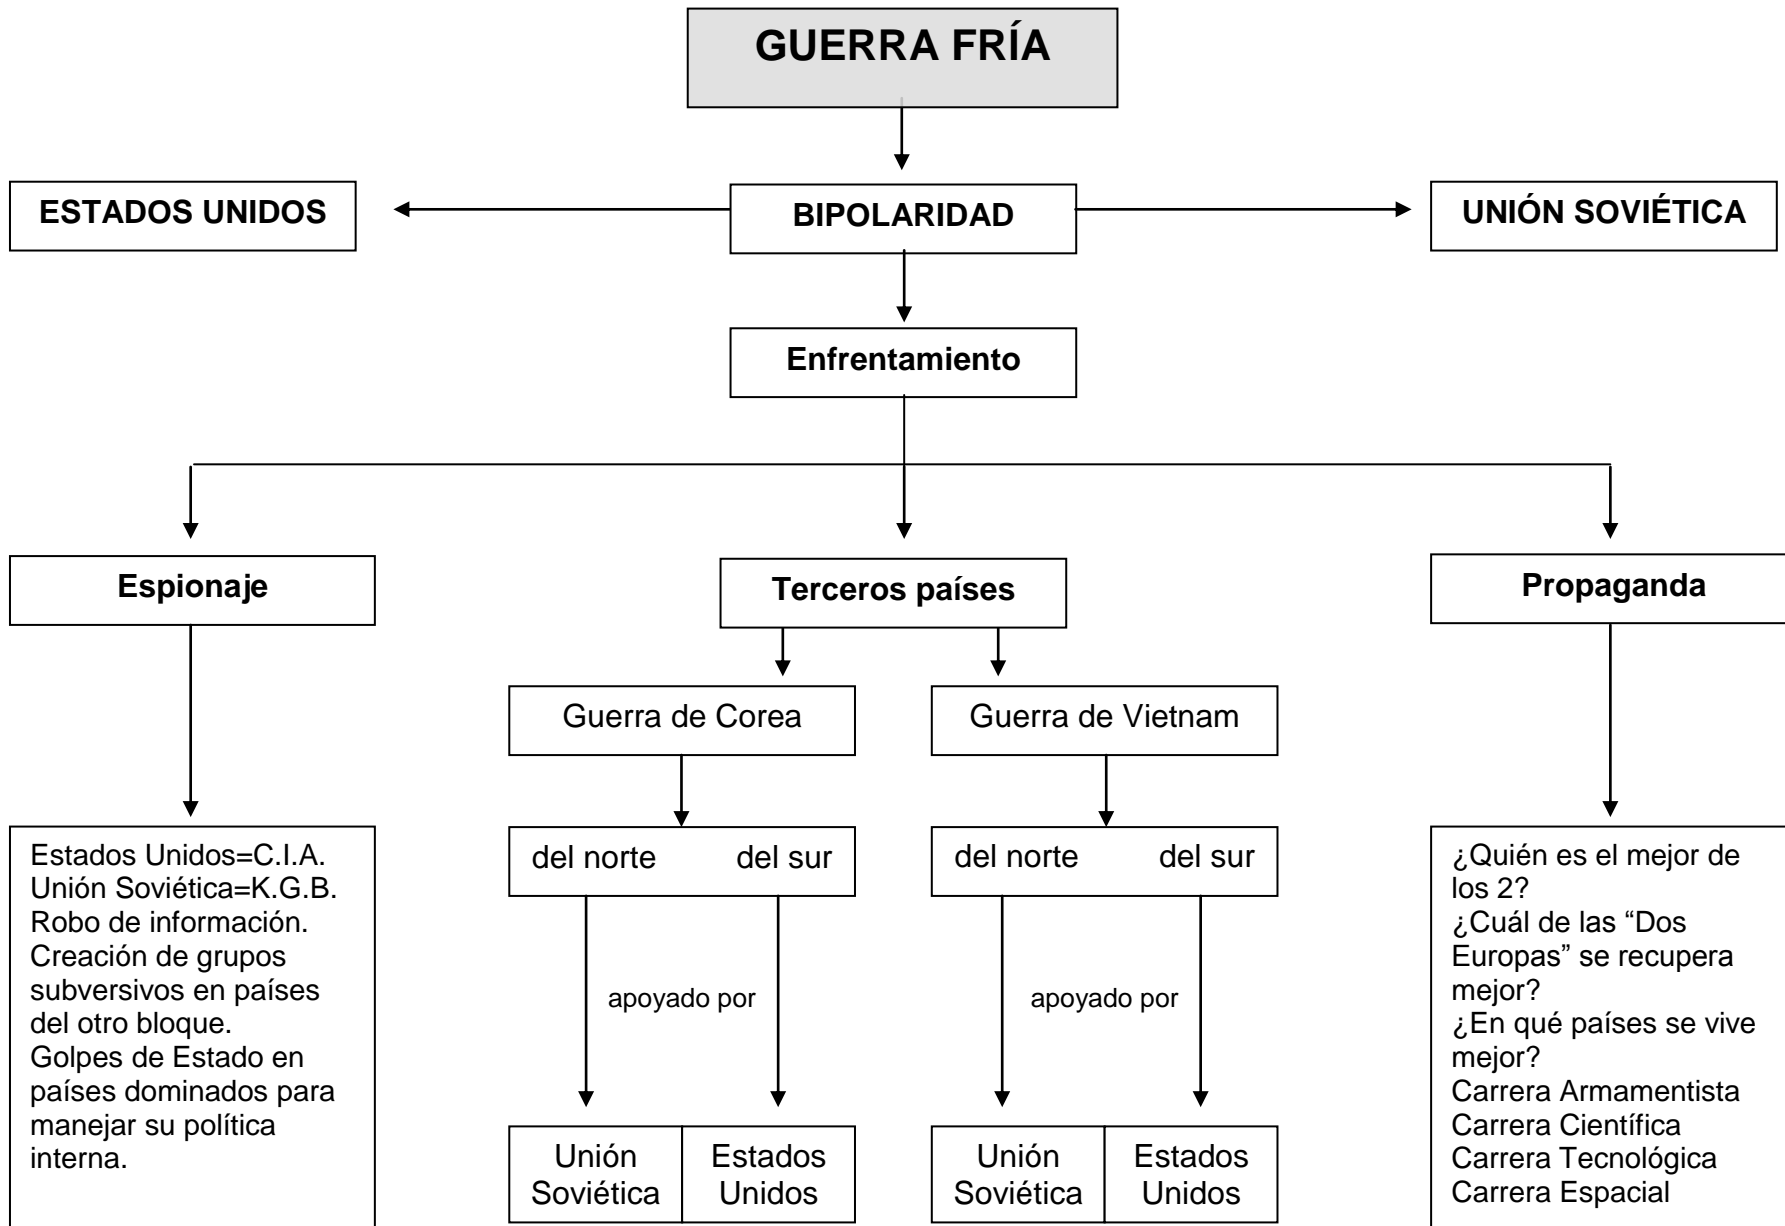 GUERRA FRÍA
ESTADOS UNIDOS
BIPOLARIDAD
UNIÓN SOVIÉTICA
Enfrentamiento
Espionaje
Terceros países
Propaganda
Guerra de Corea
Guerra de Vietnam
Estados Unidos=C.I.A.
Unión Soviética=K.G.B.
Robo de información.
Creación de grupos
subversivos en países
del otro bloque.
Golpes de Estado en
países dominados para
manejar su política
interna.
del norte del sur
apoyado por
Unión
Soviética
Estados
Unidos
del norte del sur
apoyado por
Unión
Soviética
Estados
Unidos
¿Quién es el mejor de
los 2?
¿Cuál de las “Dos
Europas” se recupera
mejor?
¿En qué países se vive
mejor?
Carrera Armamentista
Carrera Científica
Carrera Tecnológica
Carrera Espacial